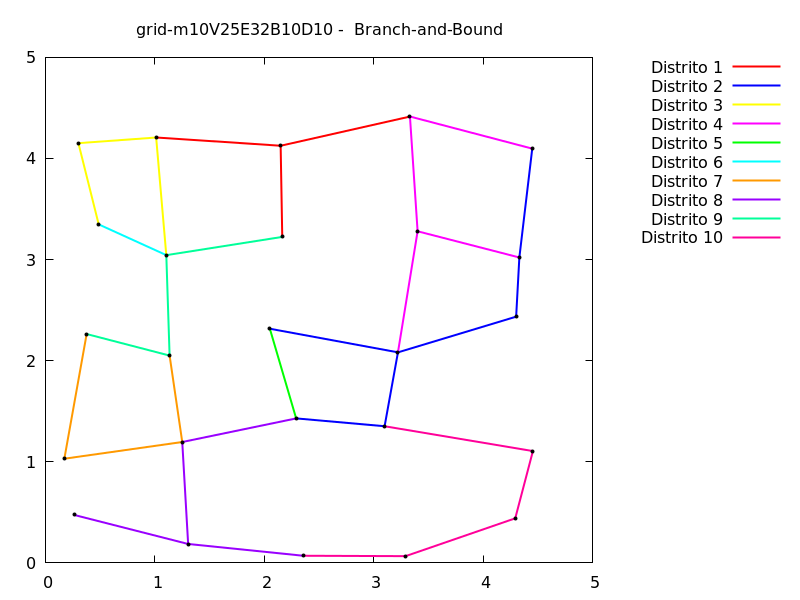 grid-m10V25E32B10D10 -  Branch-and-Bound
5
4
3
2
1
0
0 1 2 3 4 5
Distrito 1
Distrito 2
Distrito 3
Distrito 4
Distrito 5
Distrito 6
Distrito 7
Distrito 8
Distrito 9
Distrito 10